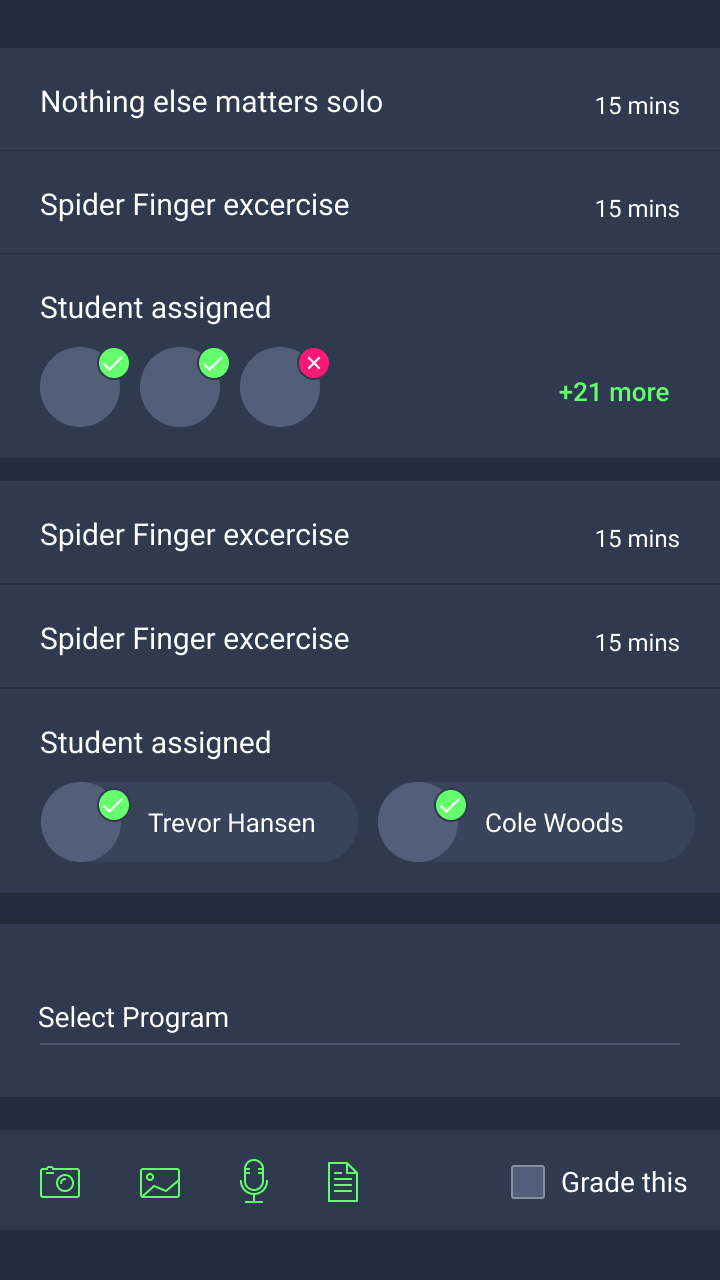 Nothing else matters solo 15 mins
Spider Finger excercise 15 mins
Student assigned
+21 more
Spider Finger excercise 15 mins
Spider Finger excercise 15 mins
Student assigned
Trevor Hansen Cole Woods
Select Program
Grade this